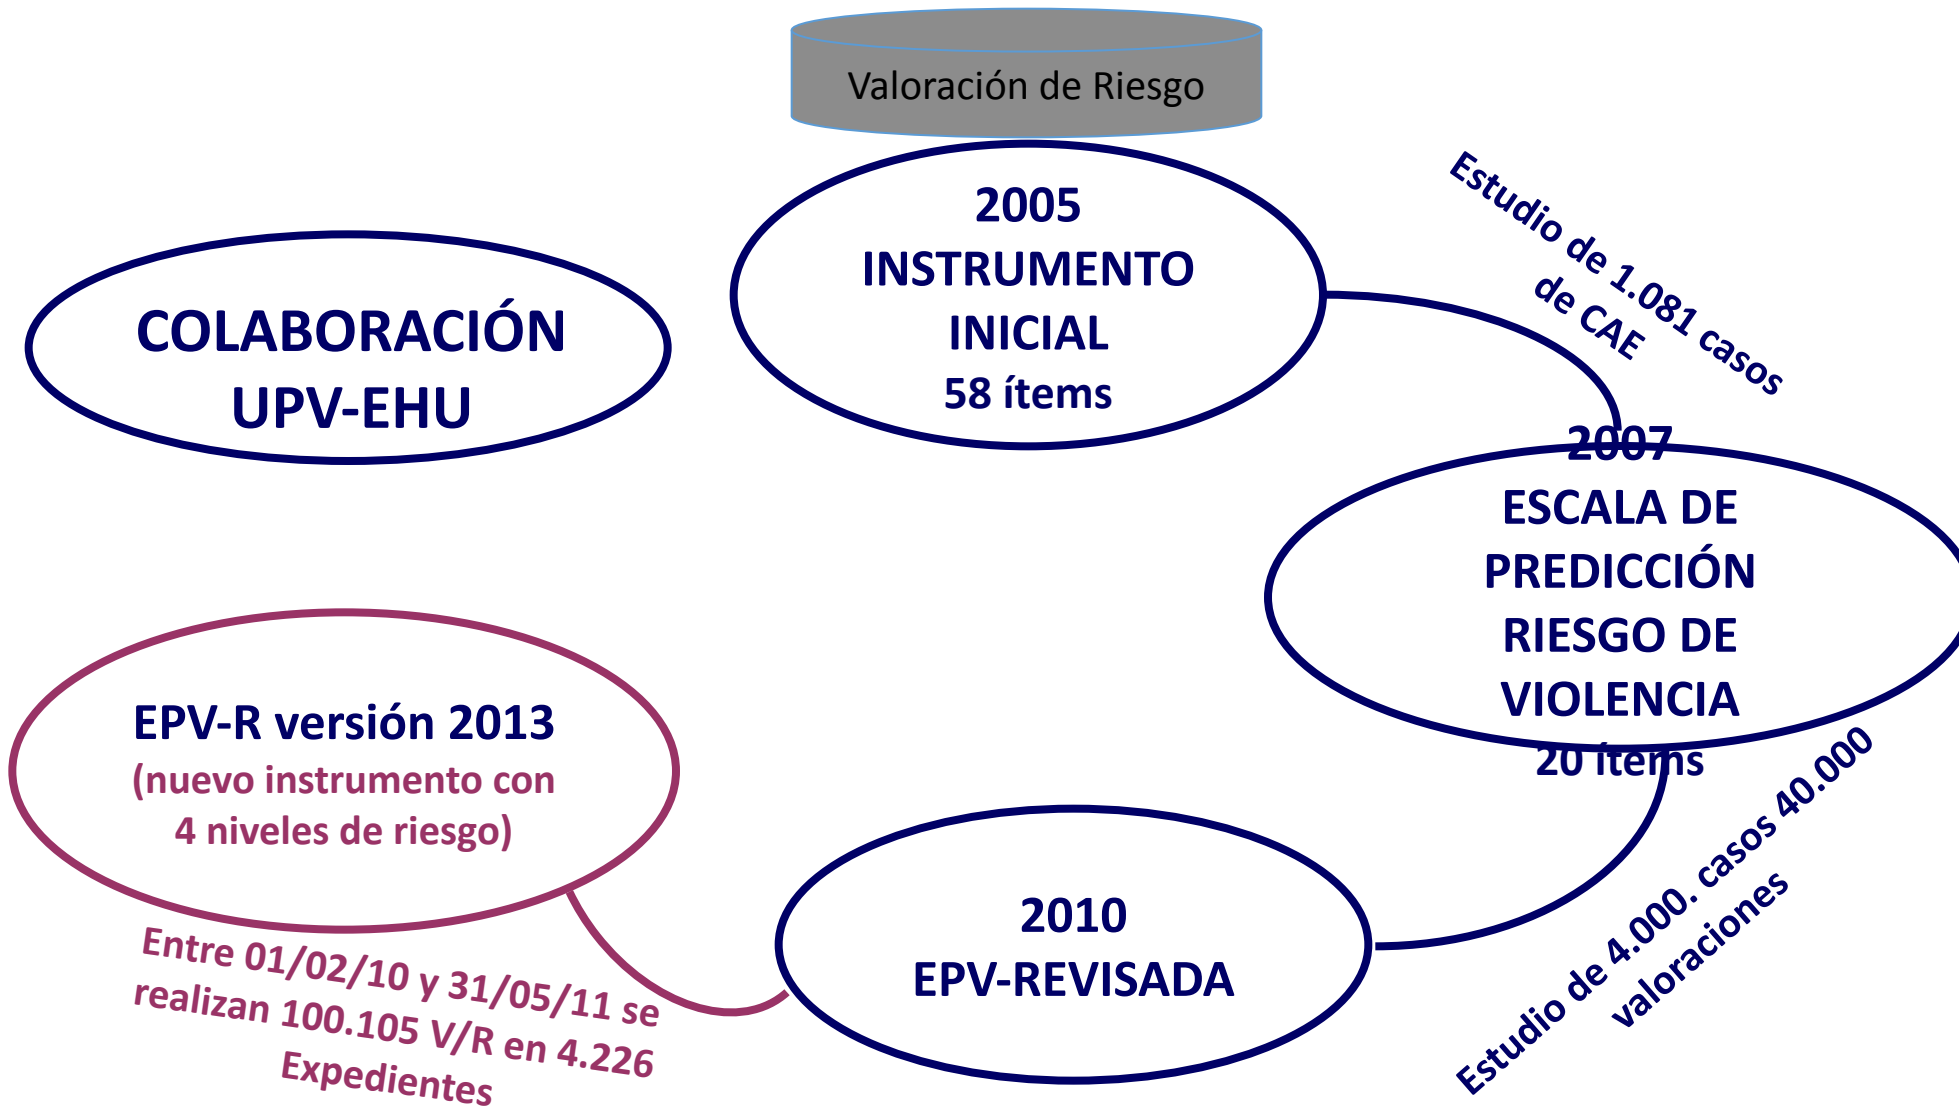 Valoración de Riesgo
2005
INSTRUMENTO
INICIAL
58 ítems
COLABORACIÓN
UPV-EHU
Estudio de 1.081 casos
de CAE
2007
ESCALA DE
PREDICCIÓN
RIESGO DE
VIOLENCIA
20 ítems
Estudio de 4.000. casos 40.000
valoraciones
2010
EPV-REVISADA
EPV-R versión 2013
(nuevo instrumento con
4 niveles de riesgo)
Entre 01/02/10 y 31/05/11 se
realizan 100.105 V/R en 4.226
Expedientes